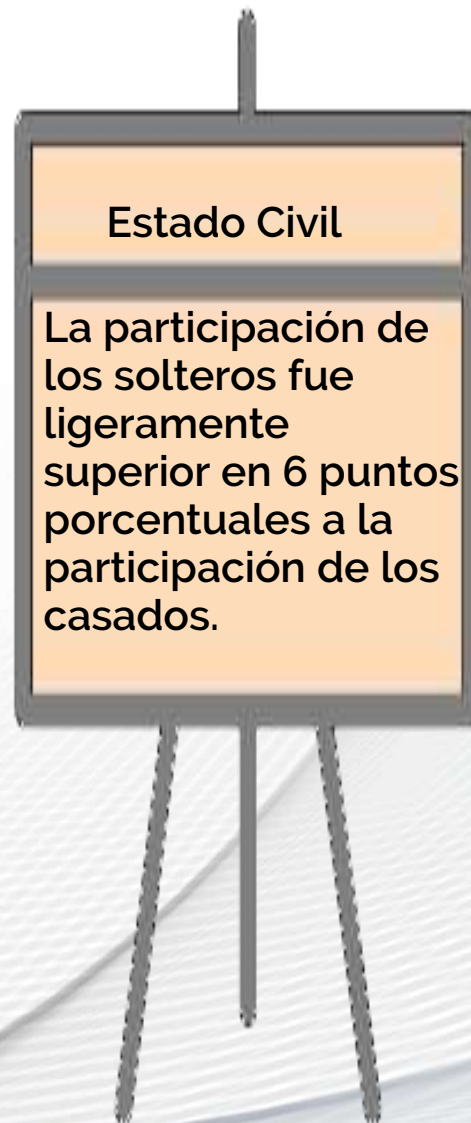 Estado Civil
La participación de
los solteros fue
ligeramente
superior en 6 puntos
porcentuales a la
participación de los
casados.